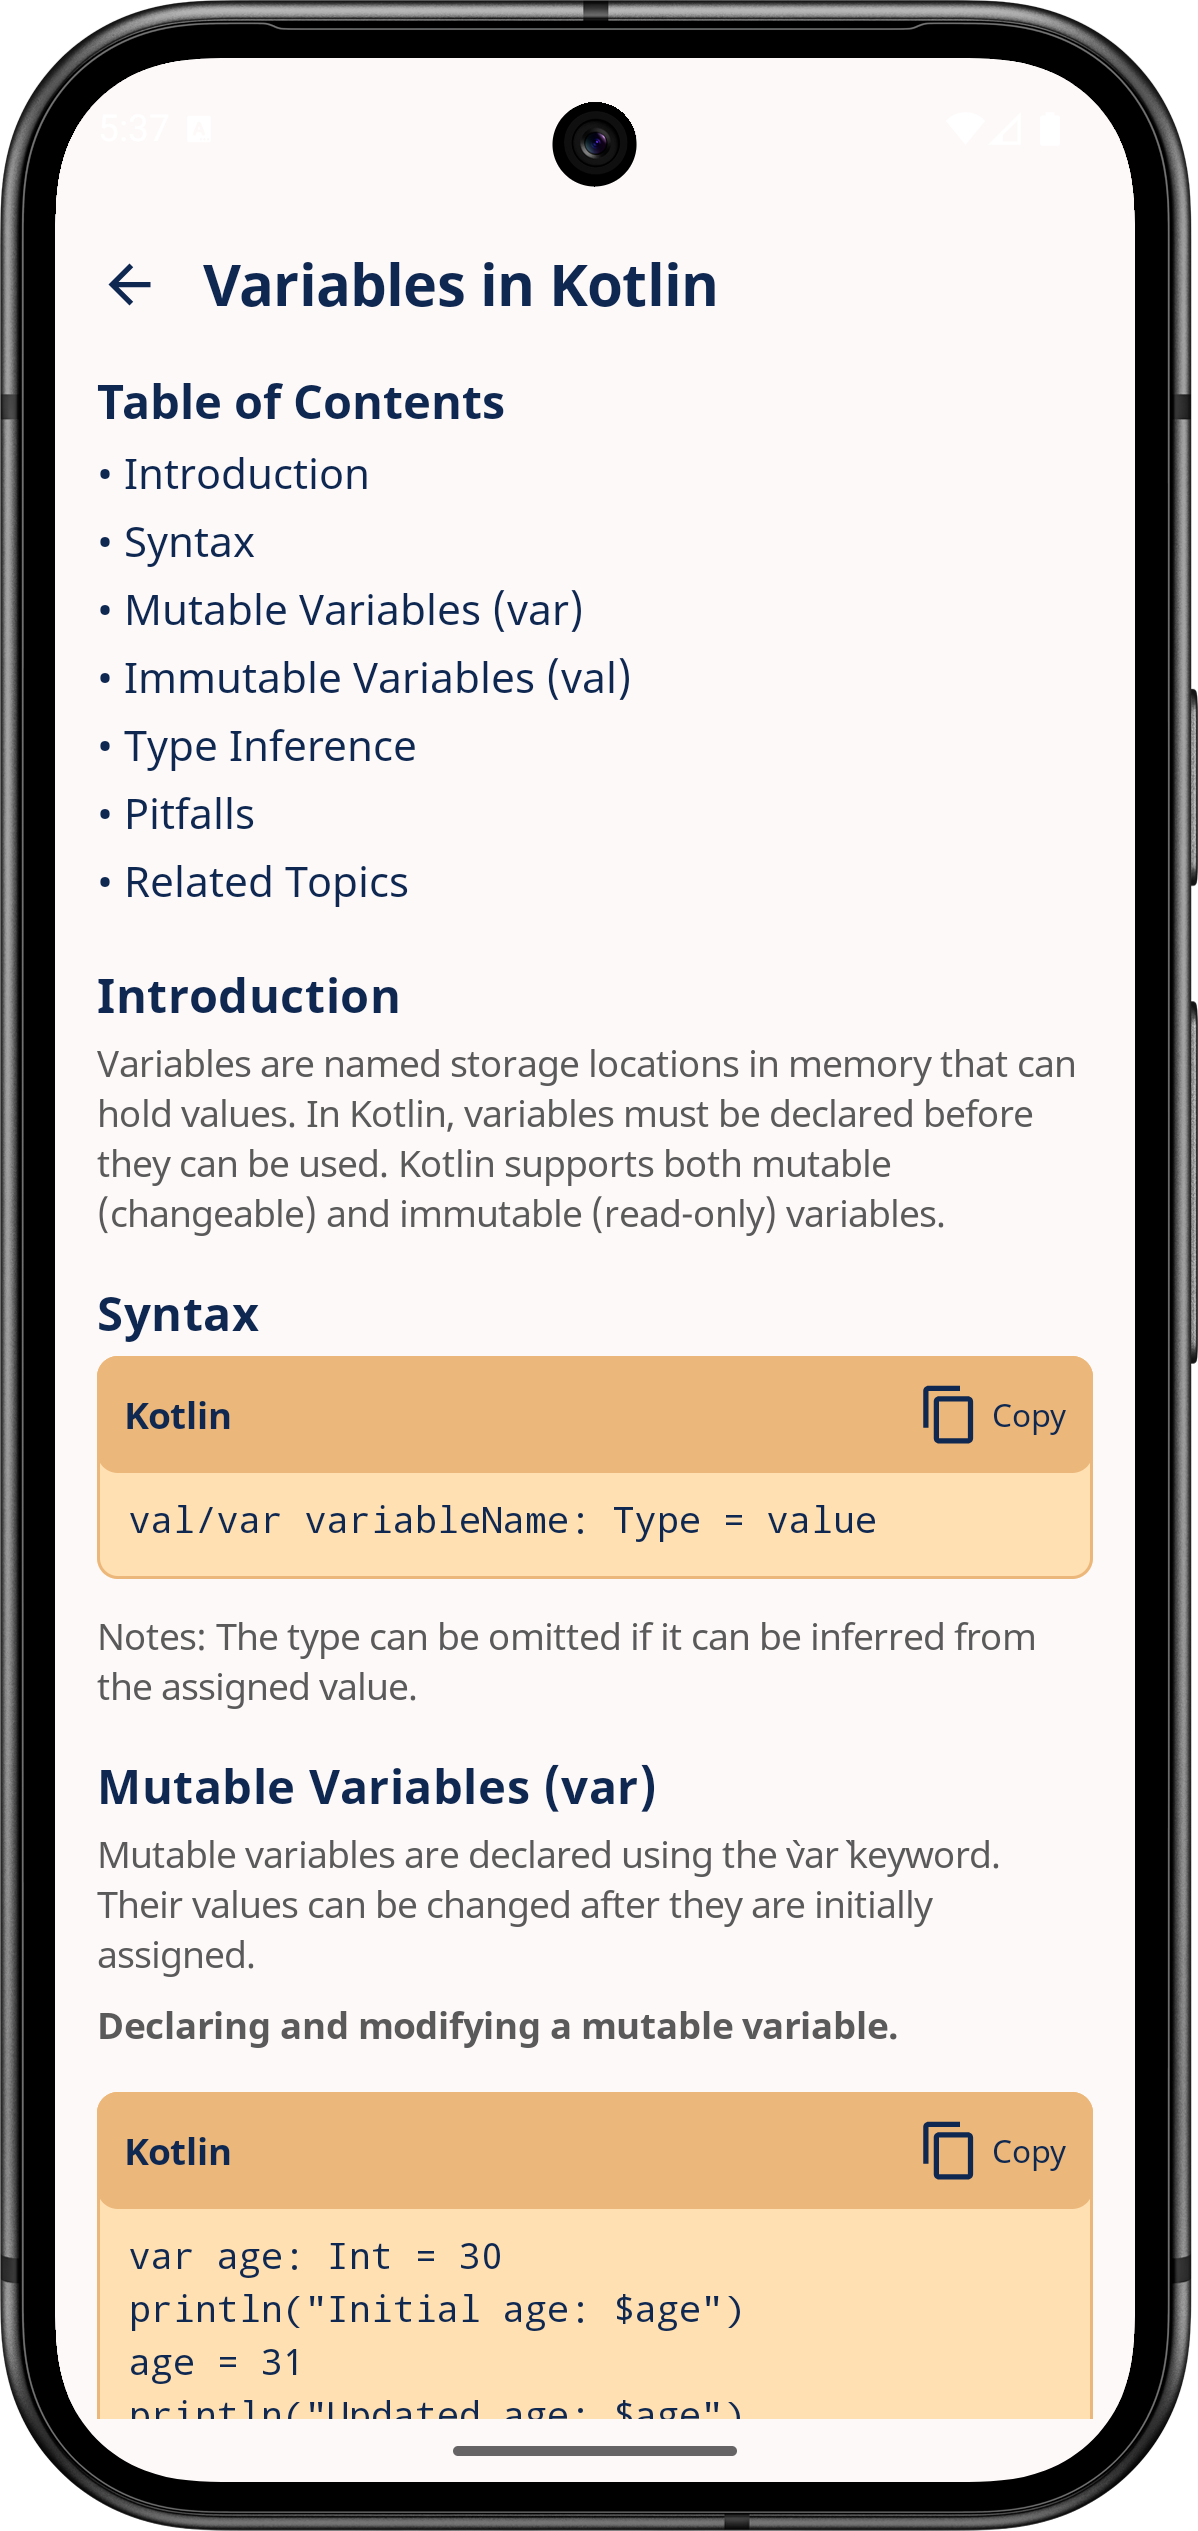 5:37
Variables in Kotlin
Table of Contents
• Introduction
• Syntax
• Mutable Variables (var)
• Immutable Variables (val)
• Type Inference
• Pitfalls
• Related Topics
Introduction
Variables are named storage locations in memory that can
hold values. In Kotlin, variables must be declared before
they can be used. Kotlin supports both mutable
(changeable) and immutable (read-only) variables.
Syntax
Kotlin
Copy
val/var variableName: Type = value
Notes: The type can be omitted if it can be inferred from
the assigned value.
Mutable Variables (var)
Mutable variables are declared using the `var` keyword.
Their values can be changed after they are initially
assigned.
Declaring and modifying a mutable variable.
Kotlin
Copy
var age: Int = 30
println("Initial age: $age")
age = 31
println("Updated age: $age")